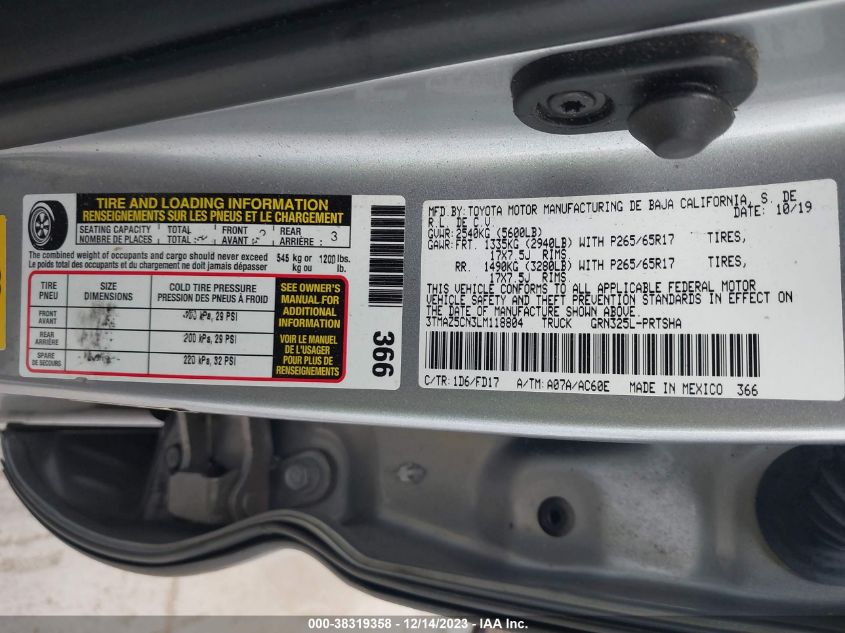 TIRE AND LOADING INFORMATION
RENSEIGNEMENTS SUR LES PNEUS ET LE CHARGEMENT
SEATING CAPACITY
NOMBRE DE PLACES
TOTAL
TOTAL
FRONT
AVANT
REAR
ARRIÈRE : 3
The combined weight of occupants and cargo should never exceed 545 kg or 1200 lbs.
Le poids total des occupants et du chargement ne doit jamais dépasser kg ou lb.
TIRE
PNEU
SIZE
DIMENSIONS
COLD TIRE PRESSURE
PRESSION DES PNEUS À FROID
FRONT
AVANT
200 kPa, 29 PSI
REAR
ARRIÈRE
200 kPa, 29 PSI
SPARE
DE SECOURS
220 kPa, 32 PSI
SEE OWNER'S
MANUAL FOR
ADDITIONAL
INFORMATION
VOIR LE MANUEL
DE L'USAGER
POUR PLUS DE
RENSEIGNEMENTS
366
MFD.BY:TOYOTA MOTOR MANUFACTURING DE BAJA CALIFORNIA, S. DE
R.L. DE C.V. DATE: 10/19
GVWR:2540KG (5600LB)
GAWR:FRT. 1335KG (2940LB) WITH P265/65R17 TIRES,
17X7.5J RIMS
RR. 1490KG (3280LB) WITH P265/65R17 TIRES,
17X7.5J RIMS
THIS VEHICLE CONFORMS TO ALL APPLICABLE FEDERAL MOTOR
VEHICLE SAFETY AND THEFT PREVENTION STANDARDS IN EFFECT ON
THE DATE OF MANUFACTURE SHOWN ABOVE.
3TMAZ5CN3LM118804 TRUCK GRN325L-PRTSHA
C/TR: 1D6/FD17 A/TM: A07A/AC60E MADE IN MEXICO 366
000-38319358 - 12/14/2023 - IAA Inc.